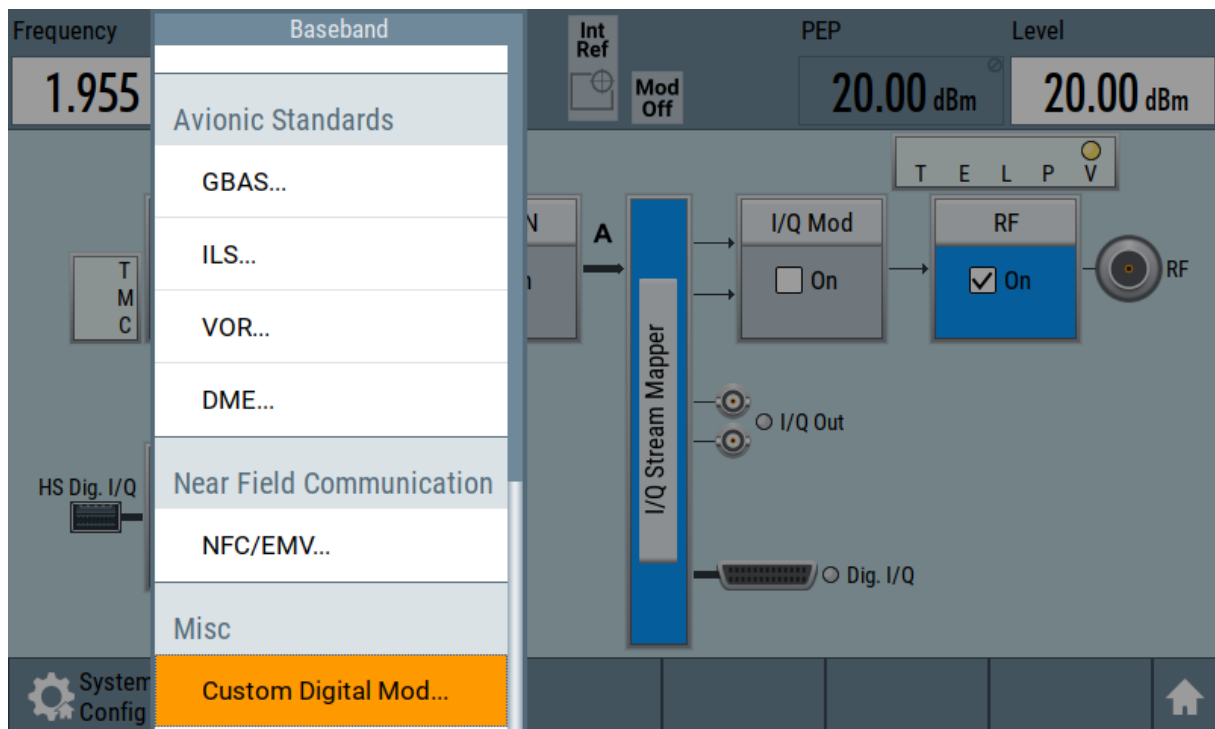 Frequency
Baseband
Int
Ref
PEP
Level
1.955
Mod
Off
20.00 dBm
20.00 dBm
Avionic Standards
GBAS...
ILS...
VOR...
DME...
Near Field Communication
NFC/EMV...
Misc
Custom Digital Mod...
T E L P V
N
A
I/Q Mod
RF
On
On
RF
T
M
C
I/Q Stream Mapper
I/Q Out
HS Dig. I/Q
Dig. I/Q
System
Config